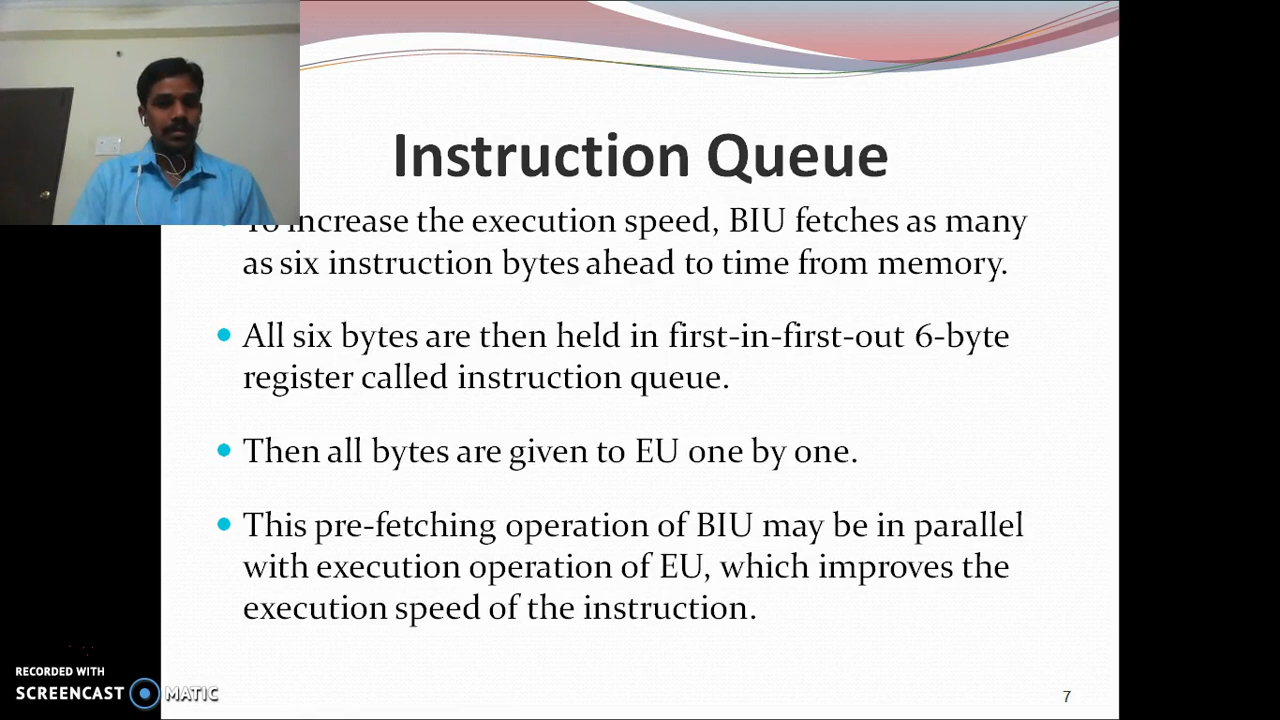 Instruction Queue
To increase the execution speed, BIU fetches as many
as six instruction bytes ahead to time from memory.
All six bytes are then held in first-in-first-out 6-byte
register called instruction queue.
Then all bytes are given to EU one by one.
This pre-fetching operation of BIU may be in parallel
with execution operation of EU, which improves the
execution speed of the instruction.
RECORDED WITH
SCREENCAST MATIC
7